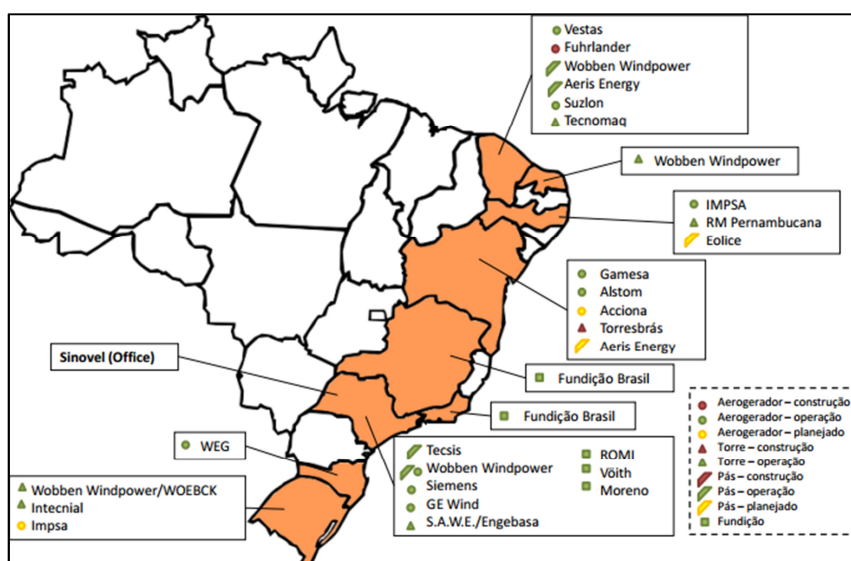 Vestas
Fuhrlander
Wobben Windpower
Aeris Energy
Suzlon
Tecnomaq
Wobben Windpower
IMPSA
RM Pernambucana
Eolice
Gamesa
Alstom
Acciona
Torresbrás
Aeris Energy
Sinovel (Office)
Fundição Brasil
Fundição Brasil
WEG
Tecsis
Wobben Windpower
Siemens
GE Wind
S.A.W.E./Engebasa
ROMI
Vöith
Moreno
Wobben Windpower/WOEBCK
Intecnial
Impsa
Aerogerador – construção
Aerogerador – operação
Aerogerador – planejado
Torre – construção
Torre – operação
Pás – construção
Pás – operação
Pás – planejado
Fundição